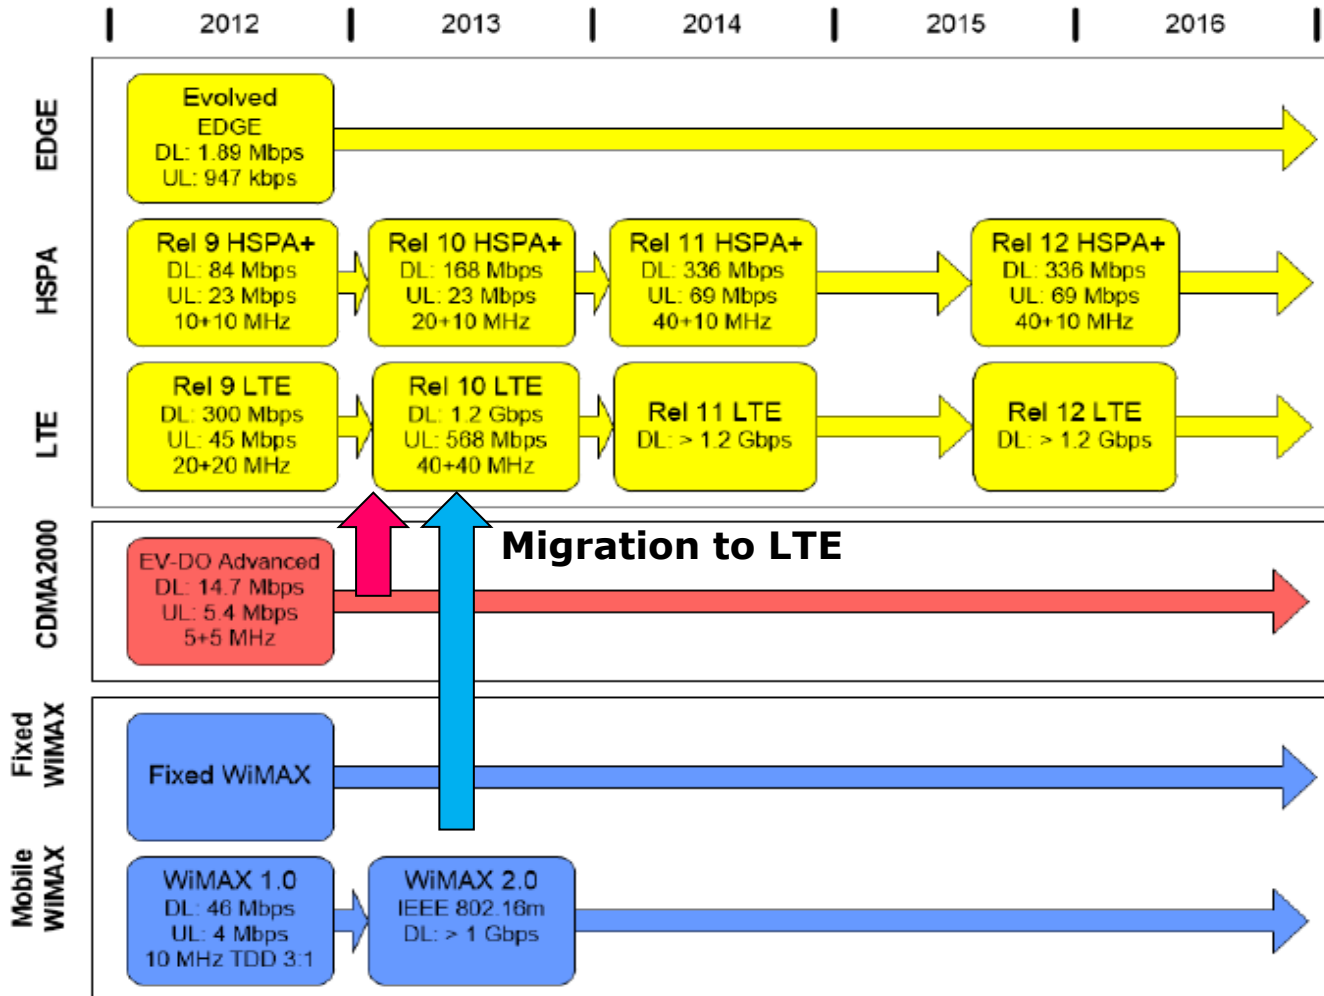 2012 2013 2014 2015 2016
EDGE
Evolved
EDGE
DL: 1.89 Mbps
UL: 947 kbps
HSPA
Rel 9 HSPA+
DL: 84 Mbps
UL: 23 Mbps
10+10 MHz
Rel 10 HSPA+
DL: 168 Mbps
UL: 23 Mbps
20+10 MHz
Rel 11 HSPA+
DL: 336 Mbps
UL: 69 Mbps
40+10 MHz
Rel 12 HSPA+
DL: 336 Mbps
UL: 69 Mbps
40+10 MHz
LTE
Rel 9 LTE
DL: 300 Mbps
UL: 45 Mbps
20+20 MHz
Rel 10 LTE
DL: 1.2 Gbps
UL: 568 Mbps
40+40 MHz
Rel 11 LTE
DL: > 1.2 Gbps
Rel 12 LTE
DL: > 1.2 Gbps
Migration to LTE
CDMA2000
EV-DO Advanced
DL: 14.7 Mbps
UL: 5.4 Mbps
5+5 MHz
Fixed
WiMAX
Fixed WiMAX
Mobile
WiMAX
WiMAX 1.0
DL: 46 Mbps
UL: 4 Mbps
10 MHz TDD 3:1
WiMAX 2.0
IEEE 802.16m
DL: > 1 Gbps